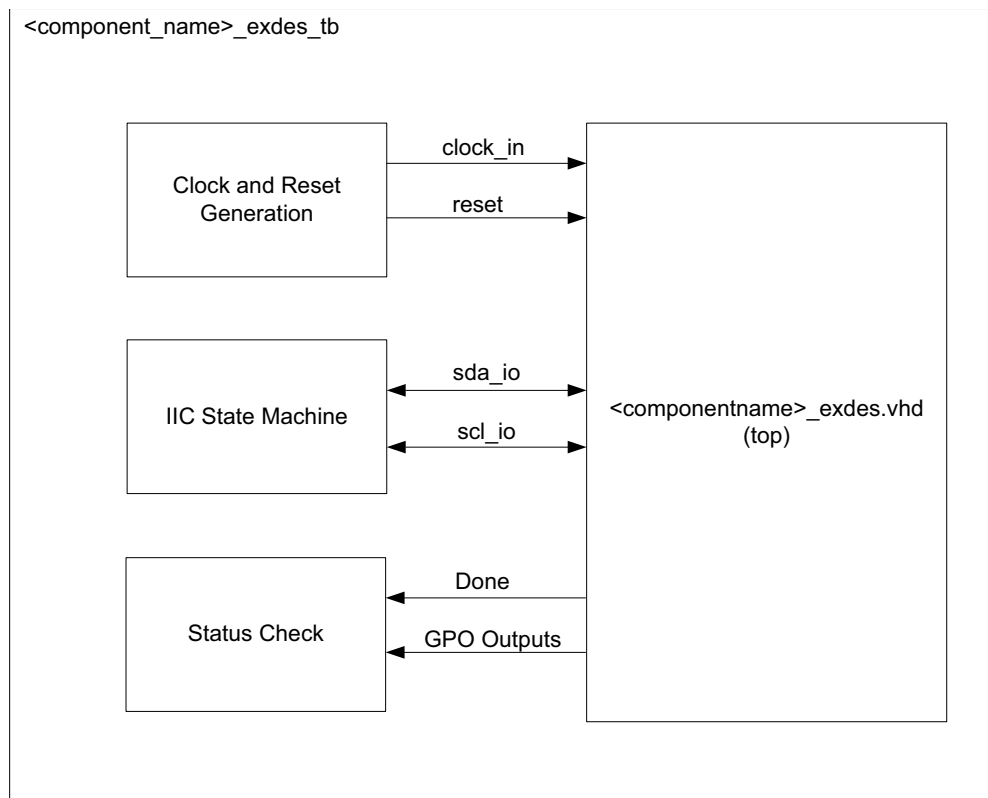 <component_name>_exdes_tb
Clock and Reset
Generation
clock_in
reset
IIC State Machine
sda_io
scl_io
<componentname>_exdes.vhd
(top)
Status Check
Done
GPO Outputs